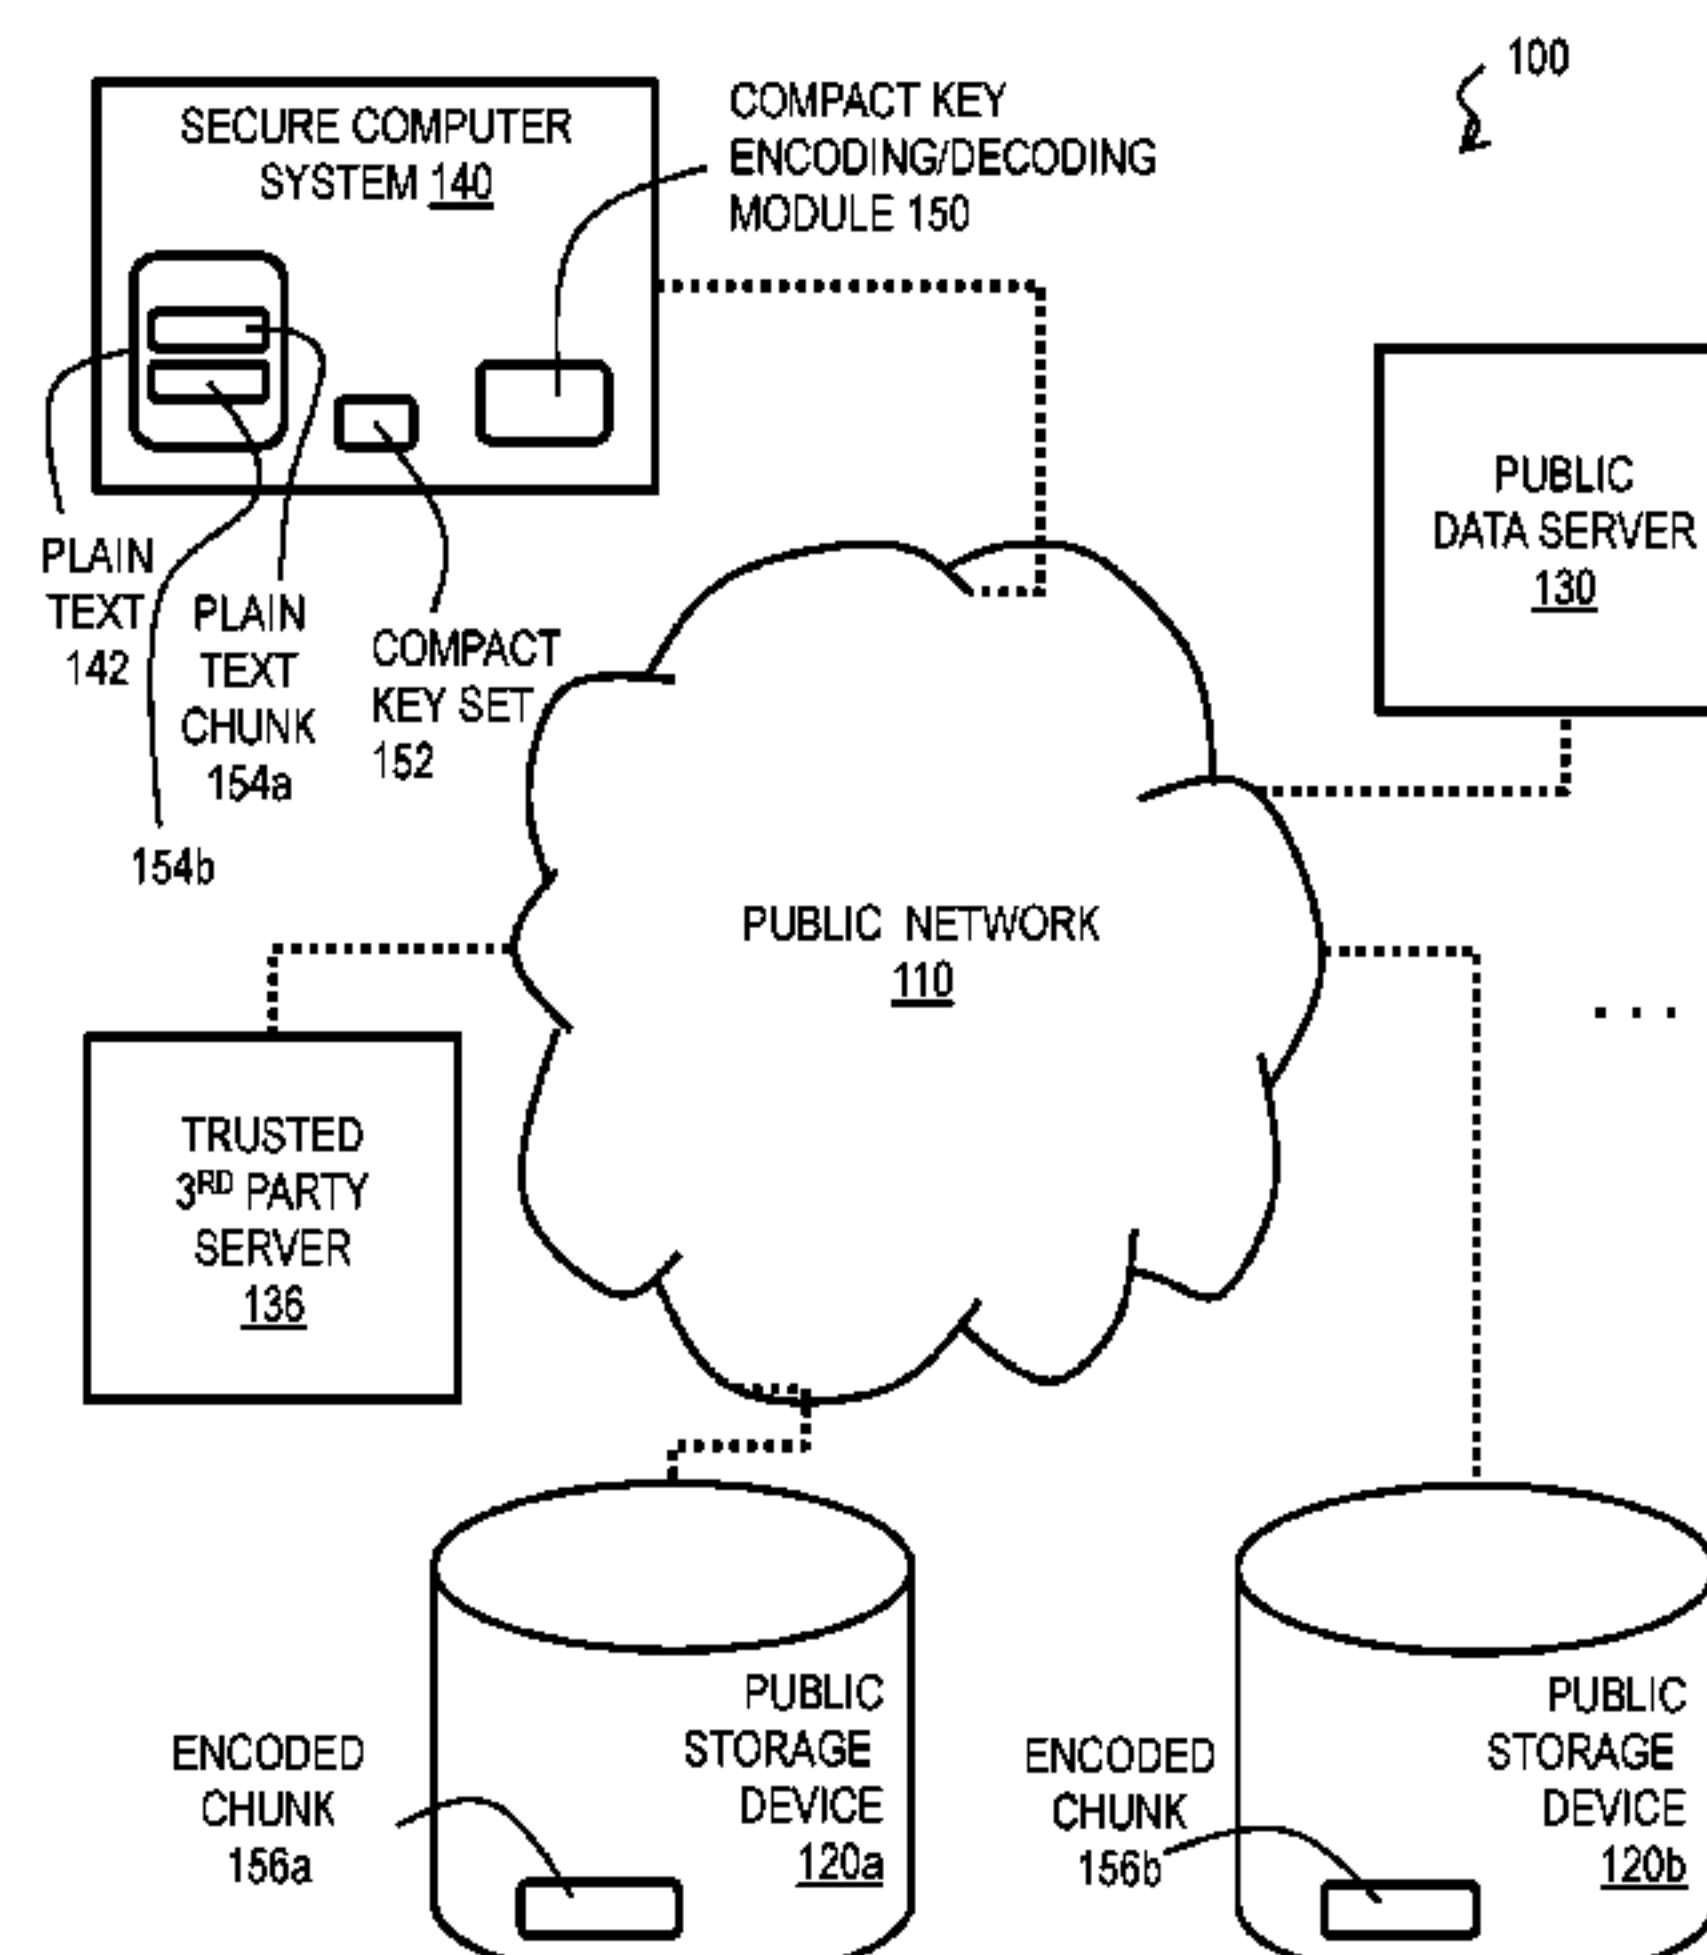 100
SECURE COMPUTER
SYSTEM 140
COMPACT KEY
ENCODING/DECODING
MODULE 150
PLAIN
TEXT
142
PLAIN
TEXT
CHUNK
154a
154b
COMPACT
KEY SET
152
PUBLIC
DATA SERVER
130
PUBLIC NETWORK
110
. . .
TRUSTED
3RD PARTY
SERVER
136
ENCODED
CHUNK
156a
PUBLIC
STORAGE
DEVICE
120a
ENCODED
CHUNK
156b
PUBLIC
STORAGE
DEVICE
120b